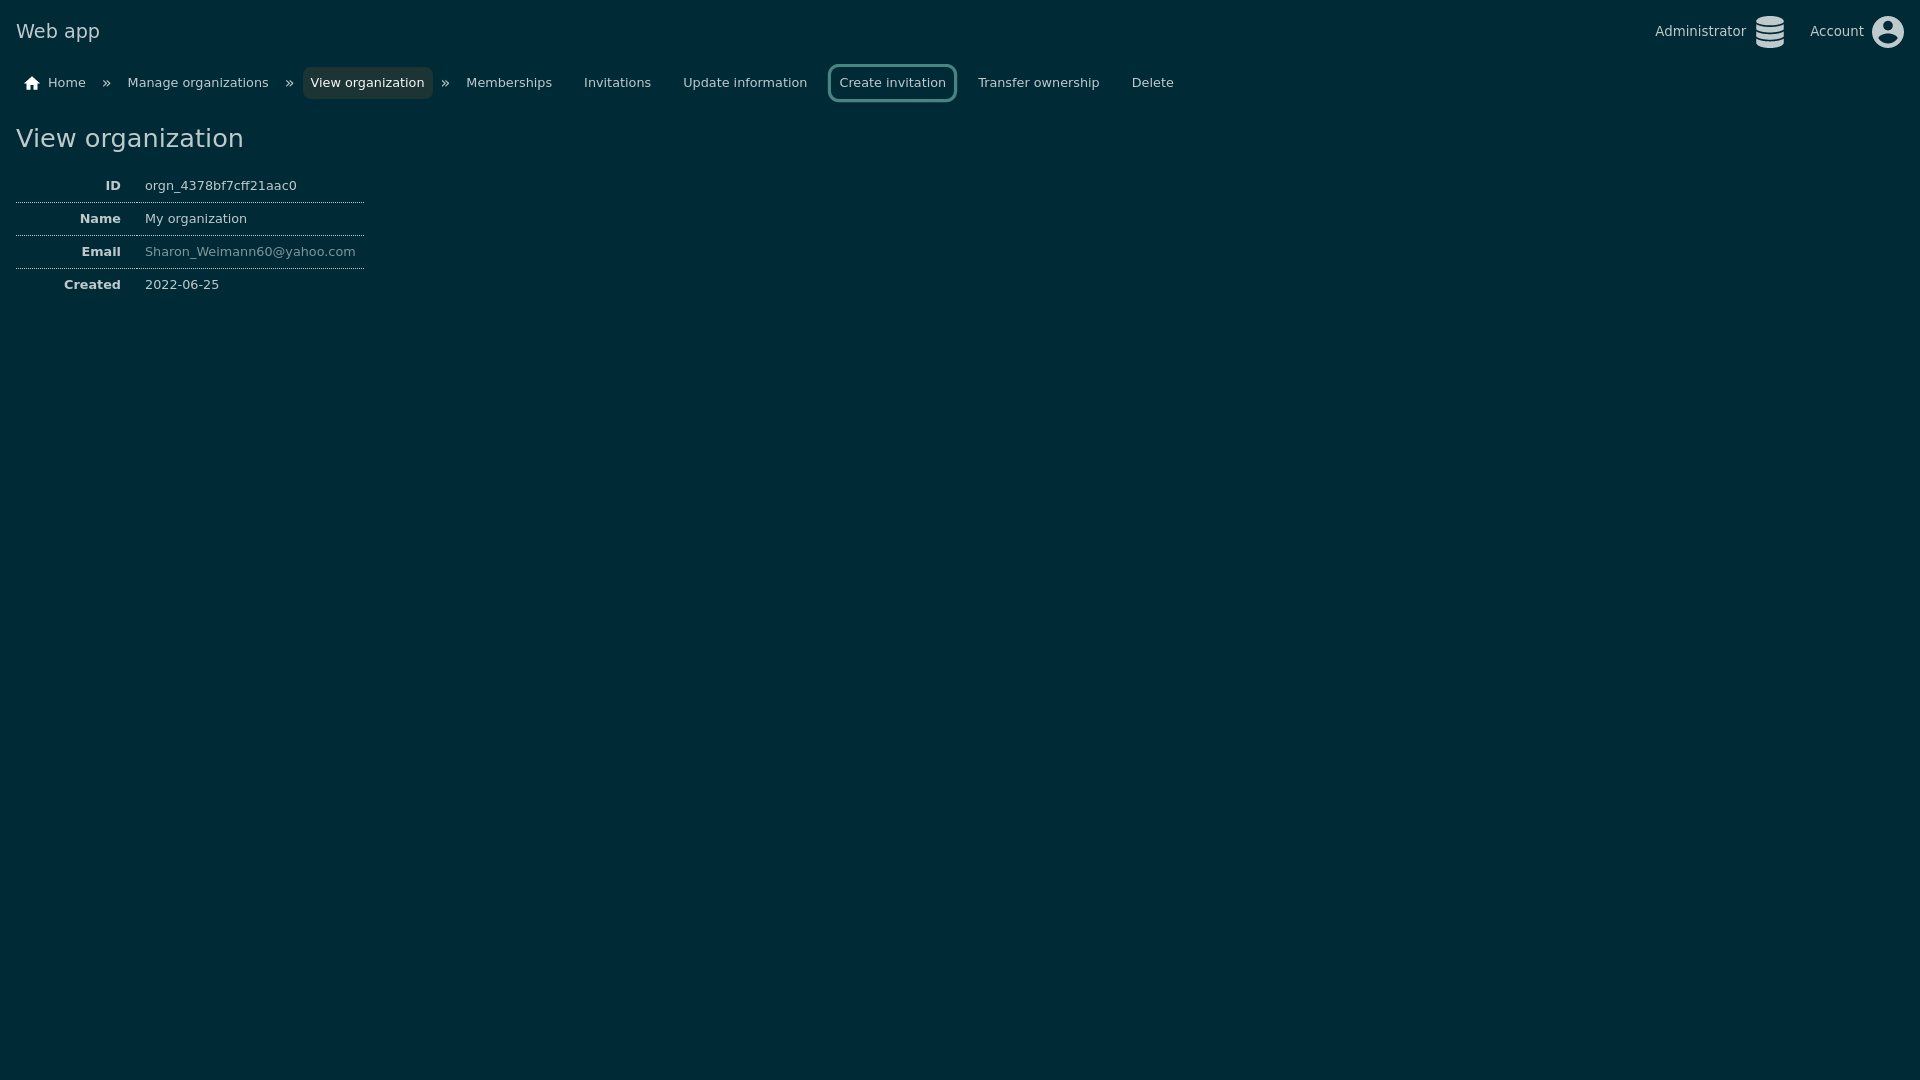 Web app
Administrator
Account
Home » Manage organizations » View organization » Memberships Invitations Update information Create invitation Transfer ownership Delete
View organization
ID orgn_4378bf7cff21aac0
Name My organization
Email Sharon_Weimann60@yahoo.com
Created 2022-06-25